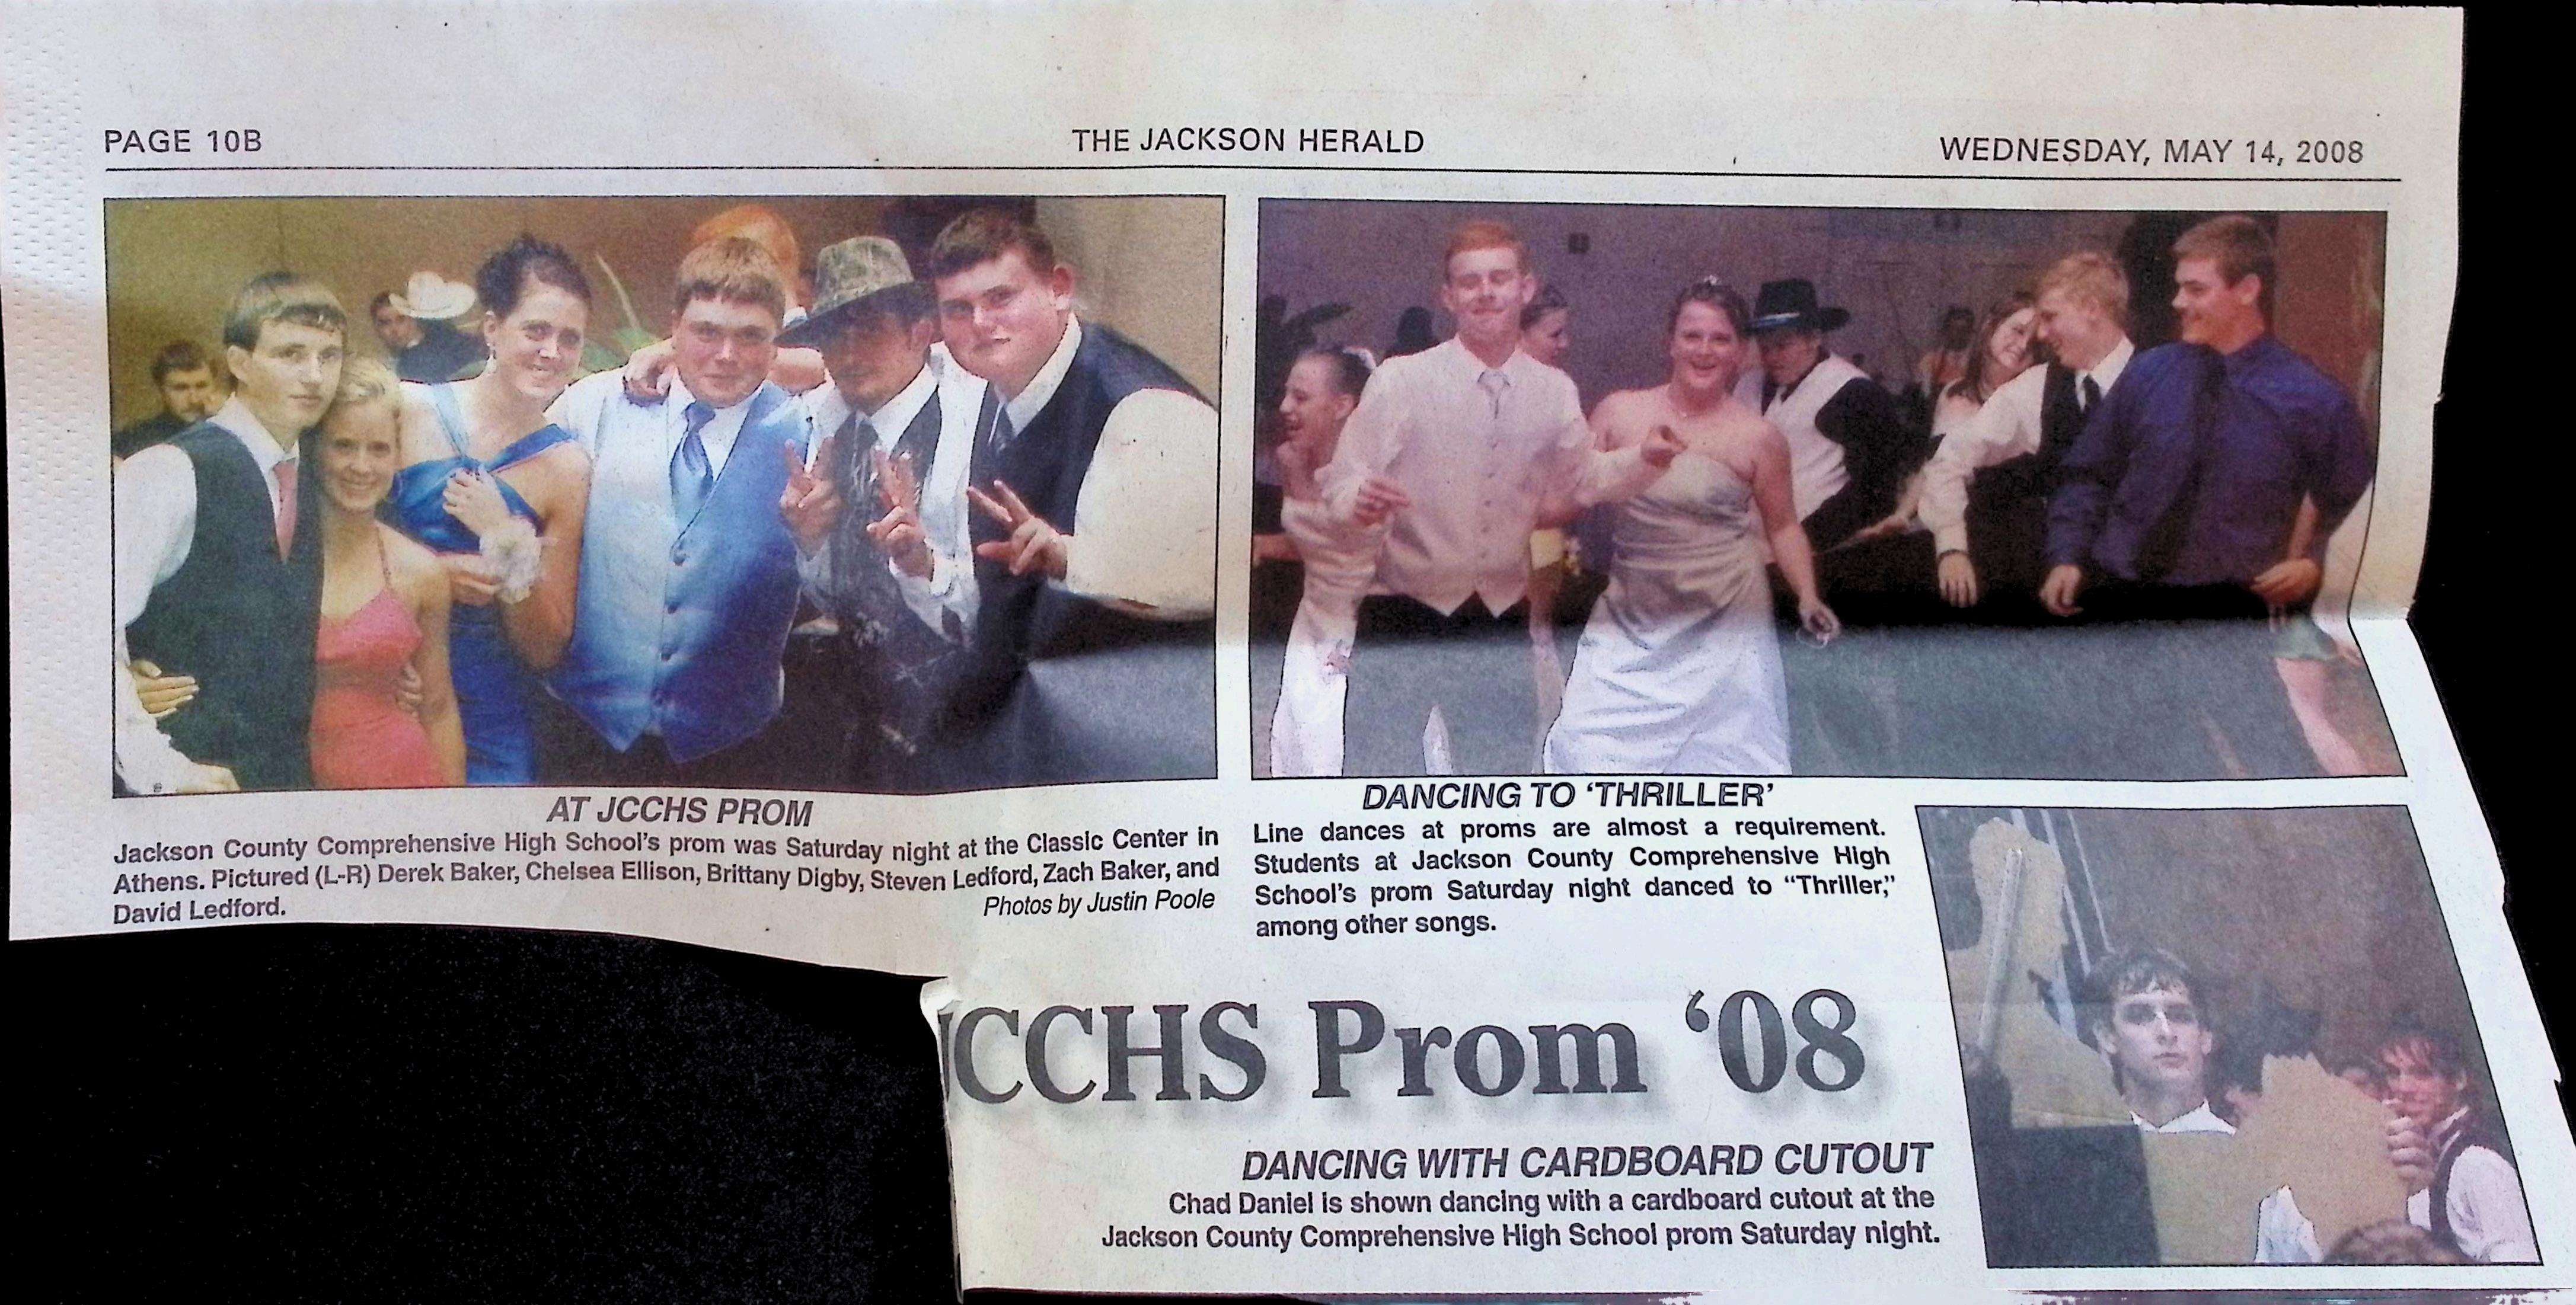 PAGE 10B
THE JACKSON HERALD
WEDNESDAY, MAY 14, 2008
AT JCCHS PROM
Jackson County Comprehensive High School's prom was Saturday night at the Classic Center in
Athens. Pictured (L-R) Derek Baker, Chelsea Ellison, Brittany Digby, Steven Ledford, Zach Baker, and
David Ledford.
Photos by Justin Poole
DANCING TO ‘THRILLER’
Line dances at proms are almost a requirement.
Students at Jackson County Comprehensive High
School's prom Saturday night danced to “Thriller,”
among other songs.
JCCHS Prom ‘08
DANCING WITH CARDBOARD CUTOUT
Chad Daniel is shown dancing with a cardboard cutout at the
Jackson County Comprehensive High School prom Saturday night.